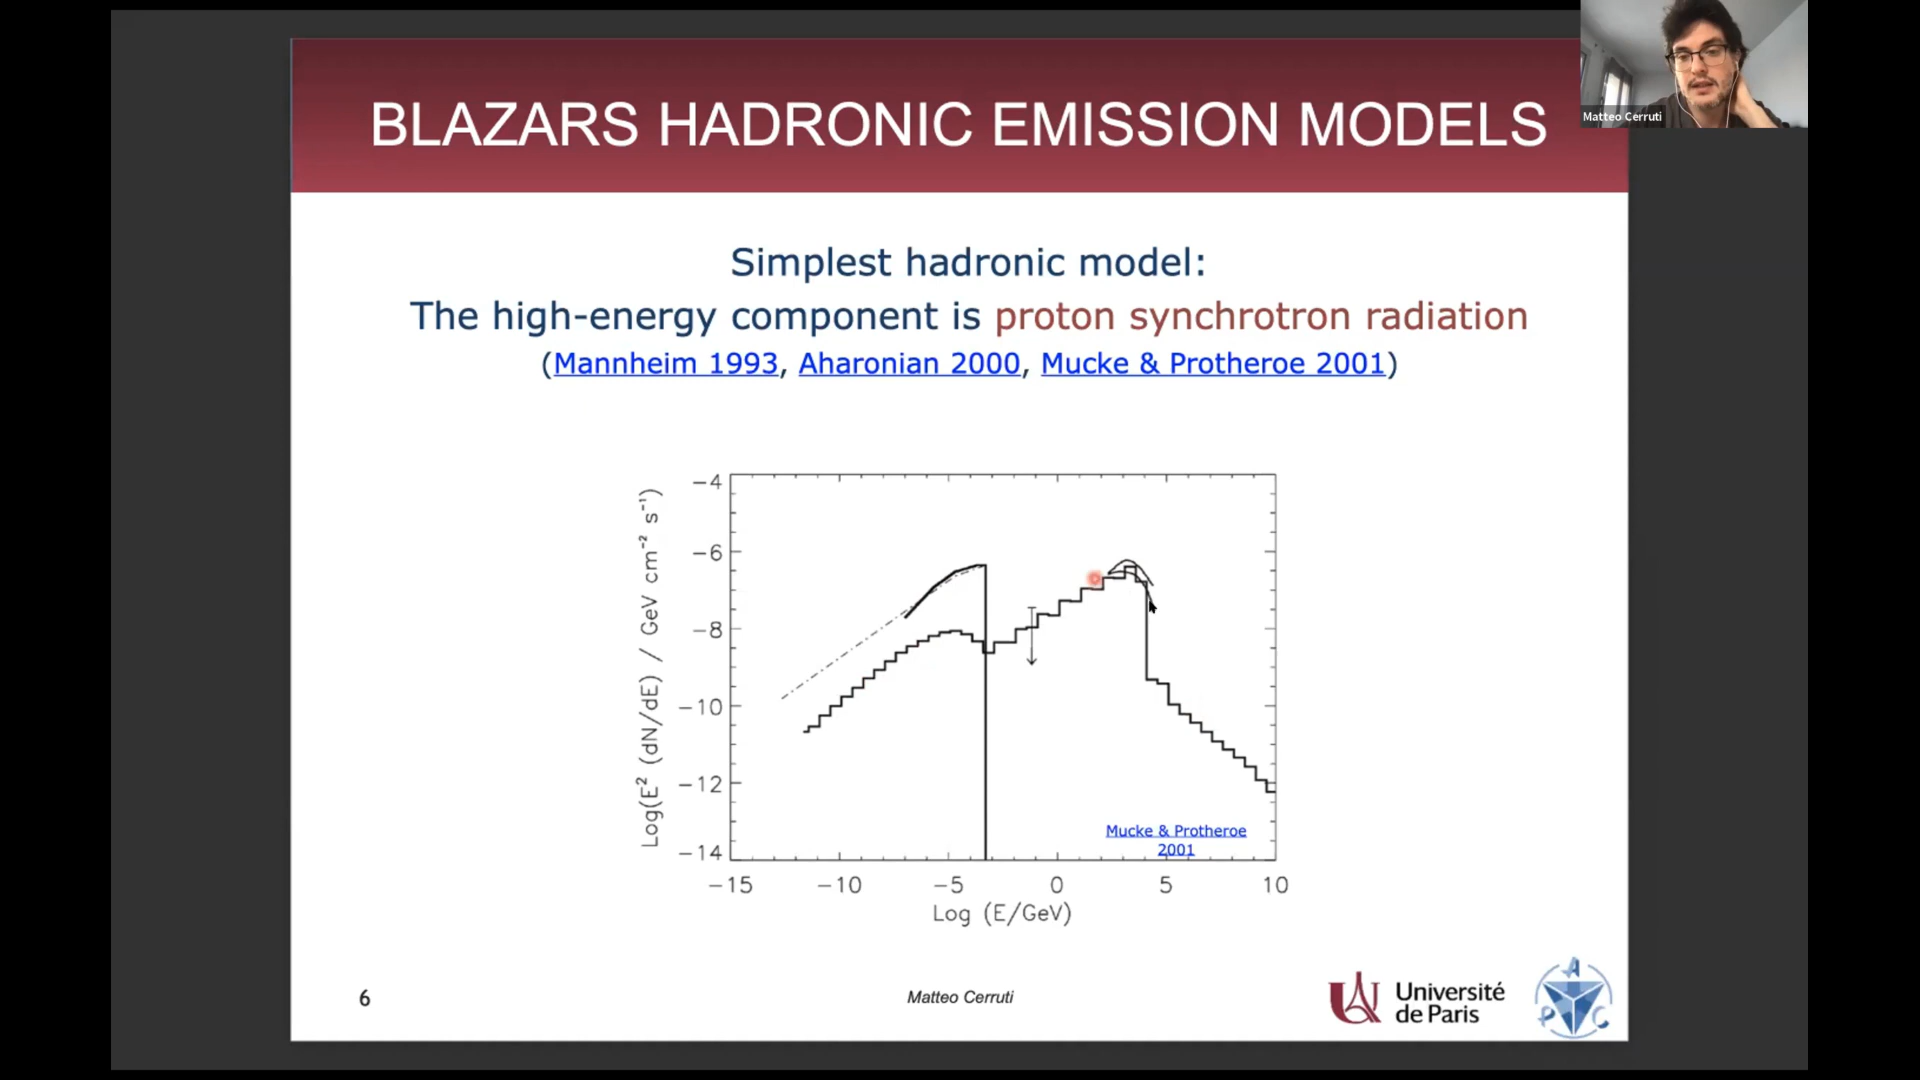 Matteo Cerruti
BLAZARS HADRONIC EMISSION MODELS
Simplest hadronic model:
The high-energy component is proton synchrotron radiation
(Mannheim 1993, Aharonian 2000, Mucke & Protheroe 2001)
Log(E² (dN/dE) / GeV cm⁻² s⁻¹)
−4
−6
−8
−10
−12
−14
Mucke & Protheroe
2001
−15 −10 −5 0 5 10
Log (E/GeV)
6
Matteo Cerruti
Université
de Paris
A
P C